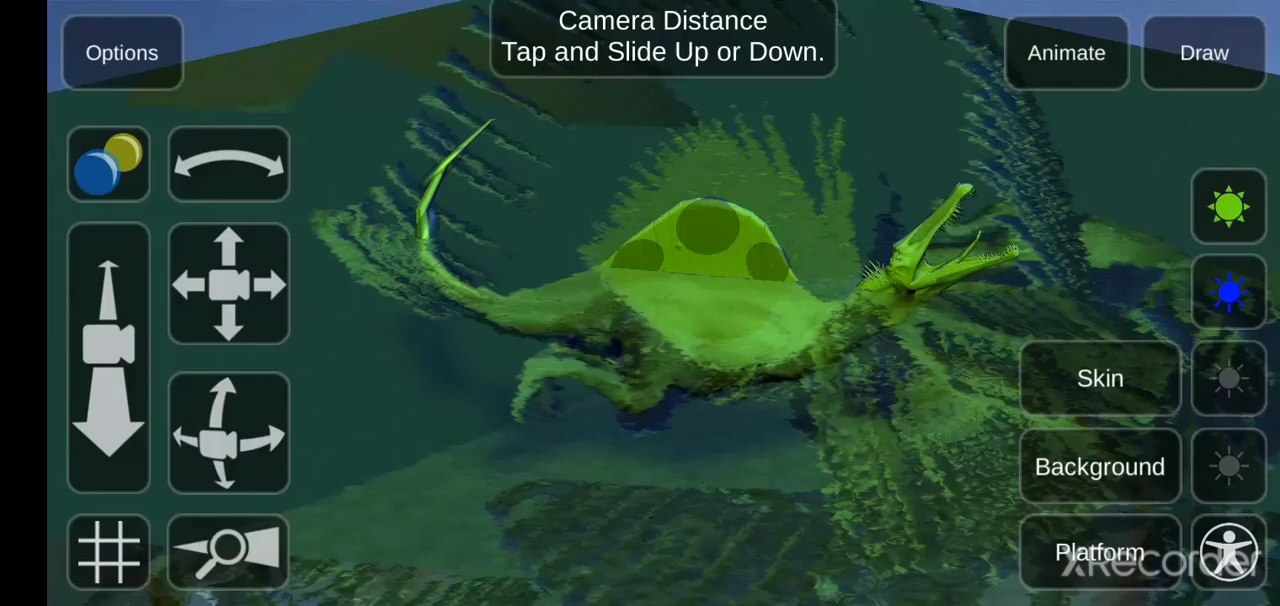 Camera Distance
Tap and Slide Up or Down.
Options
Animate
Draw
Skin
Background
Platform
XRecorder